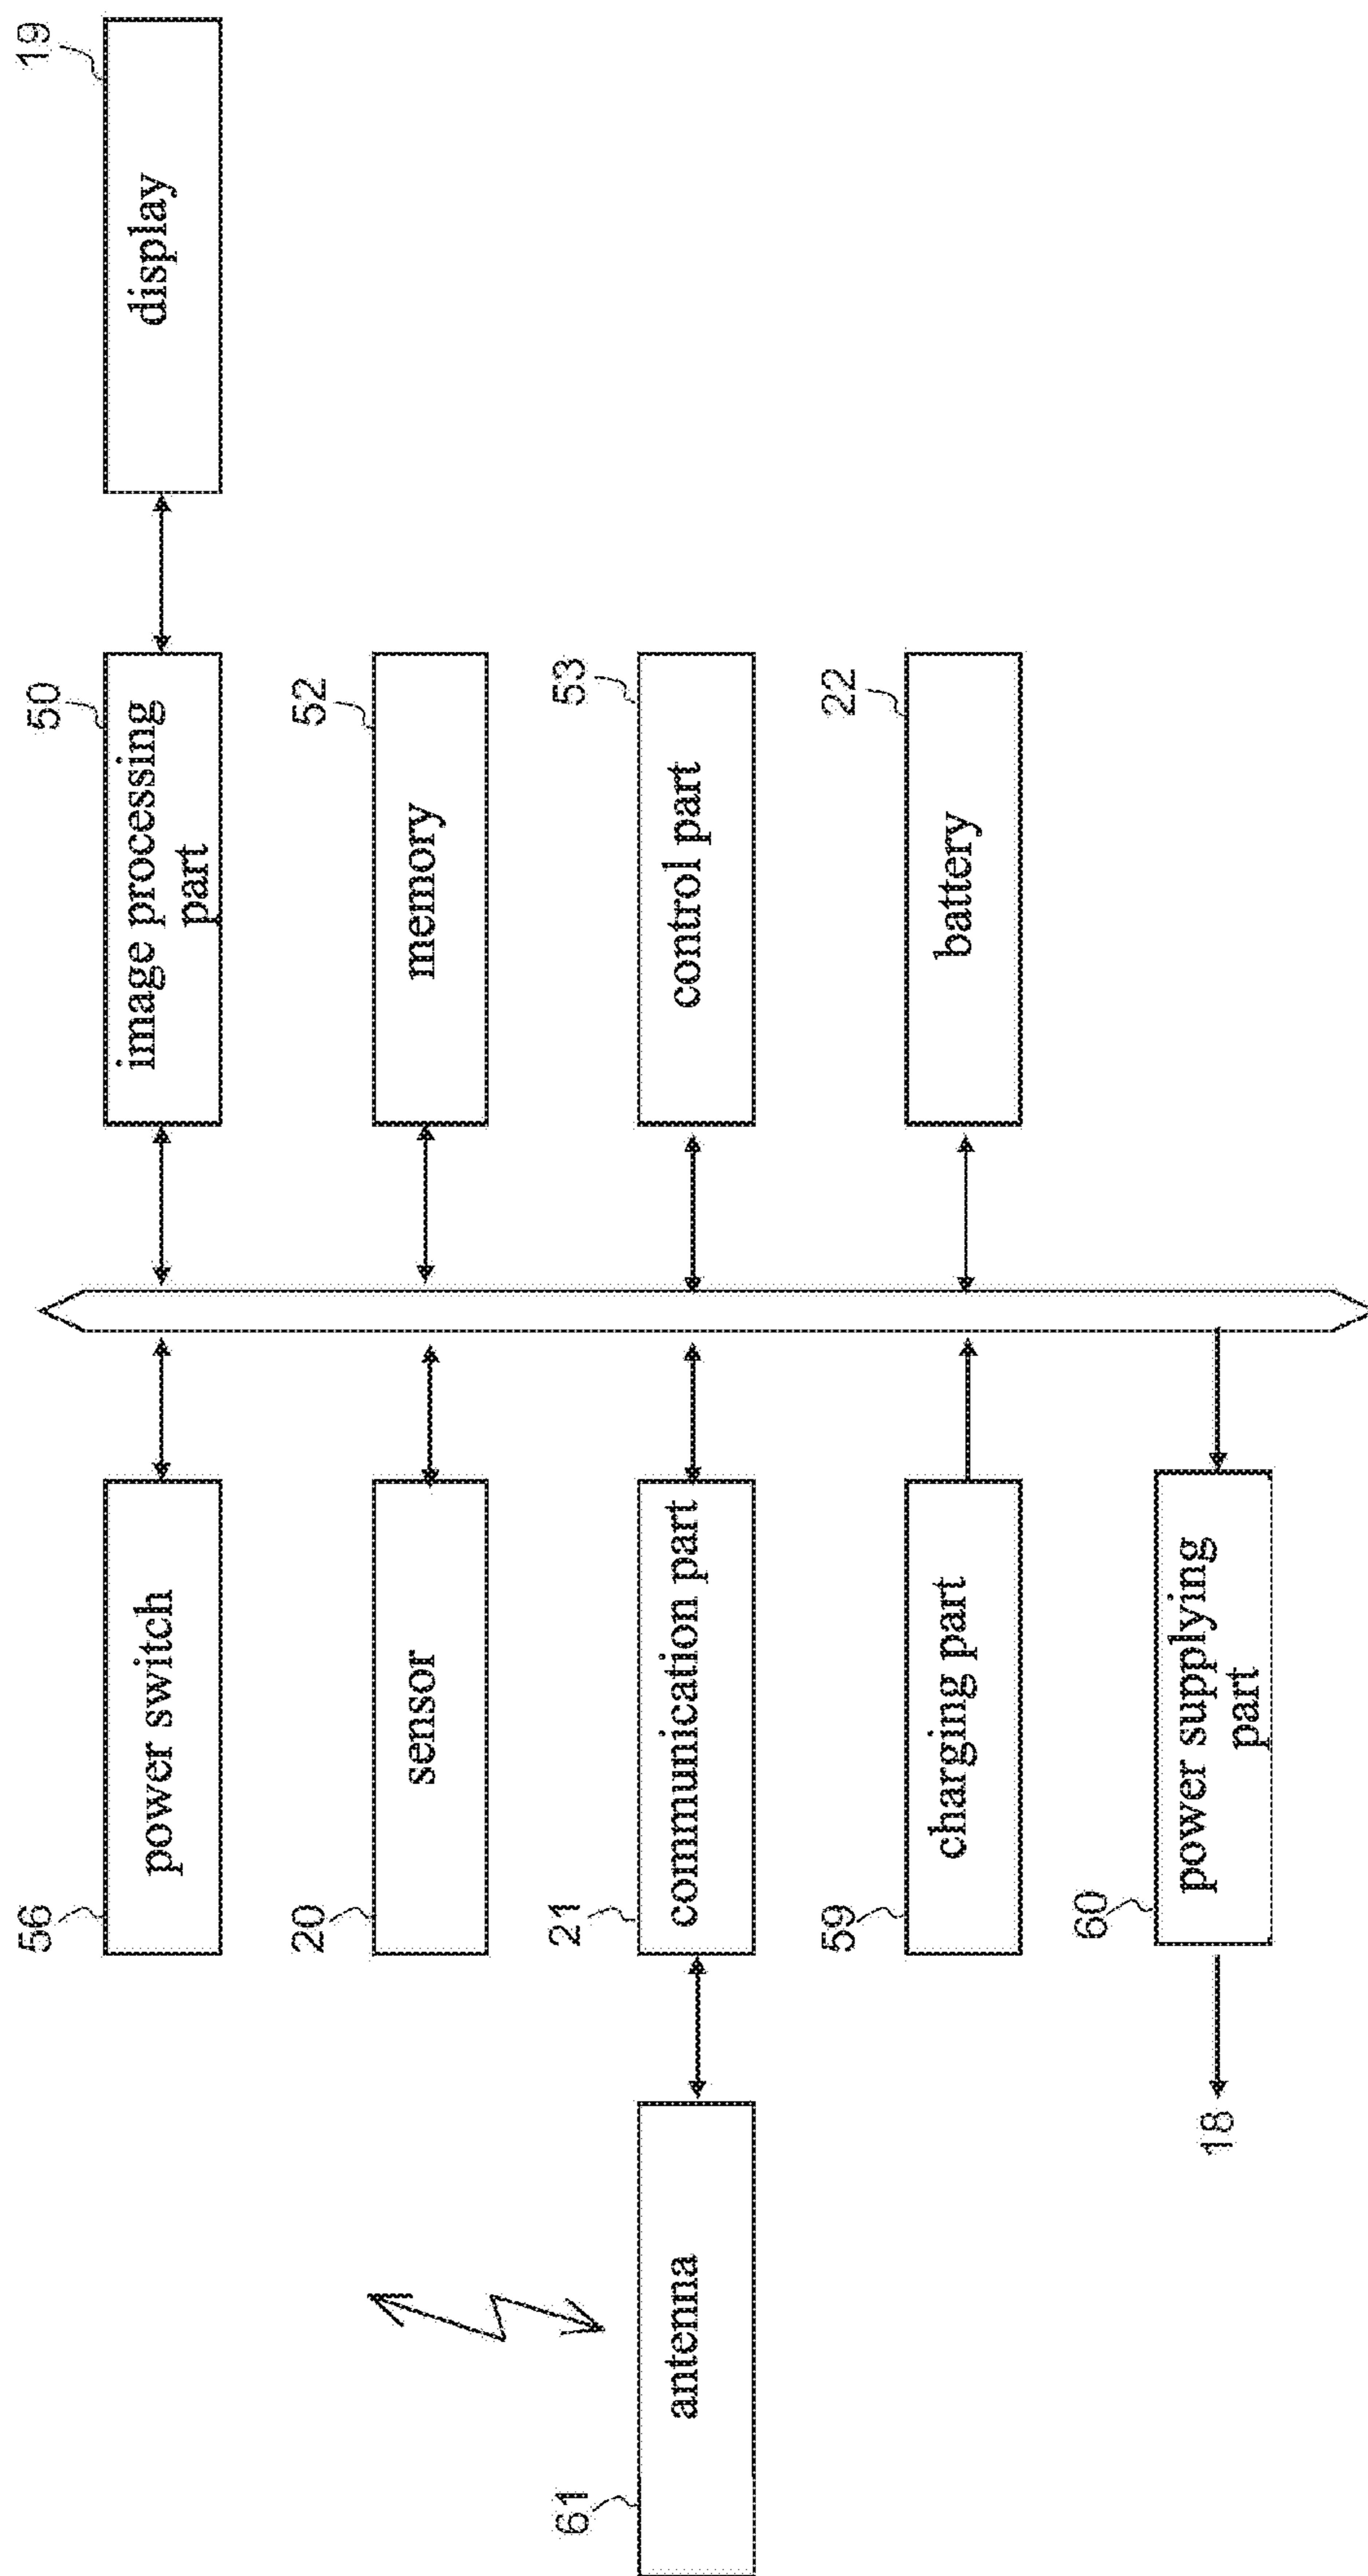 56
power switch
50
image processing
part
19
display
20
sensor
52
memory
61
antenna
21
communication part
53
control part
59
charging part
22
battery
18
60
power supplying
part